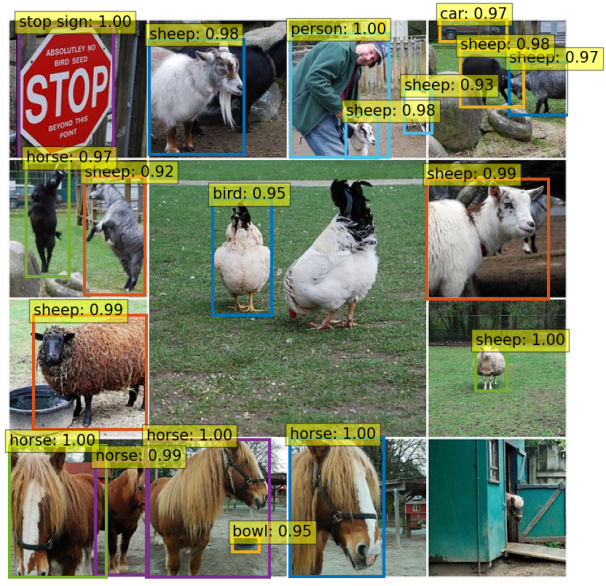 stop sign: 1.00
sheep: 0.98
person: 1.00
car: 0.97
sheep: 0.98
sheep: 0.97
sheep: 0.93
sheep: 0.98
ABSOLUTLEY NO
BIRD SEED
STOP
BEYOND THIS
POINT
horse: 0.97
sheep: 0.92
bird: 0.95
sheep: 0.99
sheep: 0.99
sheep: 1.00
horse: 1.00
horse: 0.99
horse: 1.00
horse: 1.00
bowl: 0.95